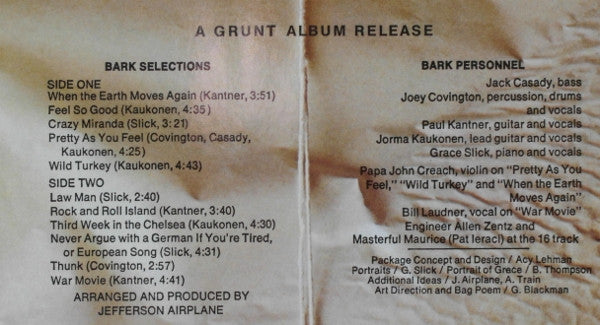 A GRUNT ALBUM RELEASE
BARK SELECTIONS
SIDE ONE
When the Earth Moves Again (Kantner, 3:51)
Feel So Good (Kaukonen, 4:35)
Crazy Miranda (Slick, 3:21)
Pretty As You Feel (Covington, Casady,
Kaukonen, 4:25)
Wild Turkey (Kaukonen, 4:43)
SIDE TWO
Law Man (Slick, 2:40)
Rock and Roll Island (Kantner, 3:40)
Third Week in the Chelsea (Kaukonen, 4:30)
Never Argue with a German If You're Tired,
or European Song (Slick, 4:31)
Thunk (Covington, 2:57)
War Movie (Kantner, 4:41)
ARRANGED AND PRODUCED BY
JEFFERSON AIRPLANE
BARK PERSONNEL
Jack Casady, bass
Joey Covington, percussion, drums
and vocals
Paul Kantner, guitar and vocals
Jorma Kaukonen, lead guitar and vocals
Grace Slick, piano and vocals
Papa John Creach, violin on "Pretty As You
Feel," "Wild Turkey" and "When the Earth
Moves Again"
Bill Laudner, vocal on "War Movie"
Engineer Allen Zentz and
Masterful Maurice (Pat Ieraci) at the 16 track
Package Concept and Design / Acy Lehman
Portraits / G. Slick / Portrait of Grece / B. Thompson
Additional Ideas / J. Airplane, A. Train
Art Direction and Bag Poem / G. Blackman